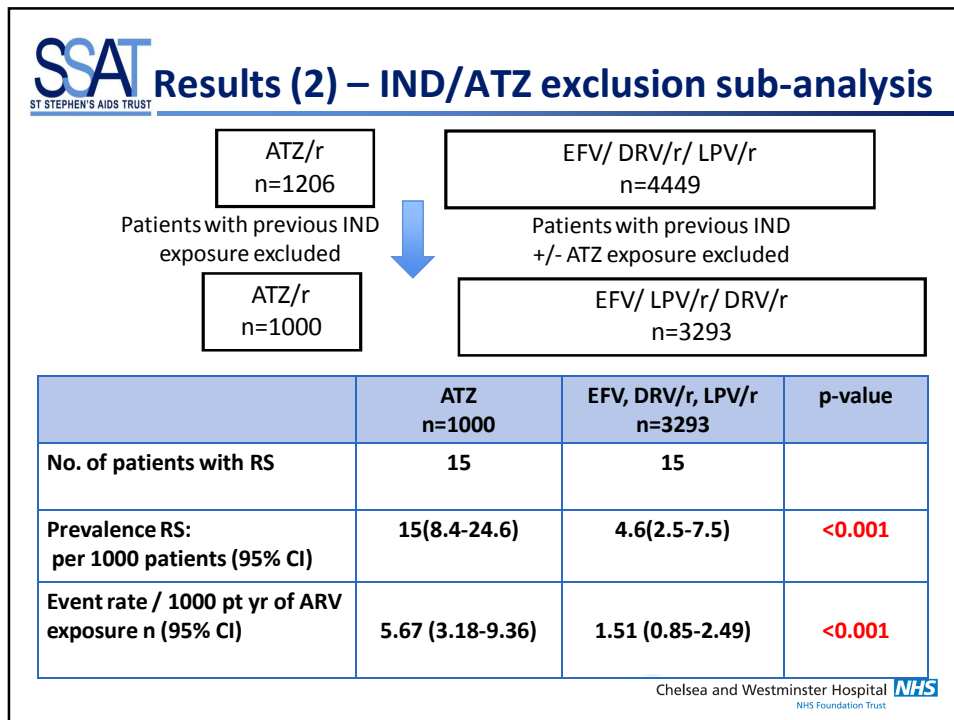 SSAT
ST STEPHEN'S AIDS TRUST
Results (2) – IND/ATZ exclusion sub-analysis
ATZ/r
n=1206
EFV/ DRV/r/ LPV/r
n=4449
Patients with previous IND
exposure excluded
Patients with previous IND
+/- ATZ exposure excluded
ATZ/r
n=1000
EFV/ LPV/r/ DRV/r
n=3293
ATZ
n=1000
EFV, DRV/r, LPV/r
n=3293
p-value
No. of patients with RS
15
15
Prevalence RS:
per 1000 patients (95% CI)
15(8.4-24.6)
4.6(2.5-7.5)
<0.001
Event rate / 1000 pt yr of ARV
exposure n (95% CI)
5.67 (3.18-9.36)
1.51 (0.85-2.49)
<0.001
Chelsea and Westminster Hospital NHS
NHS Foundation Trust